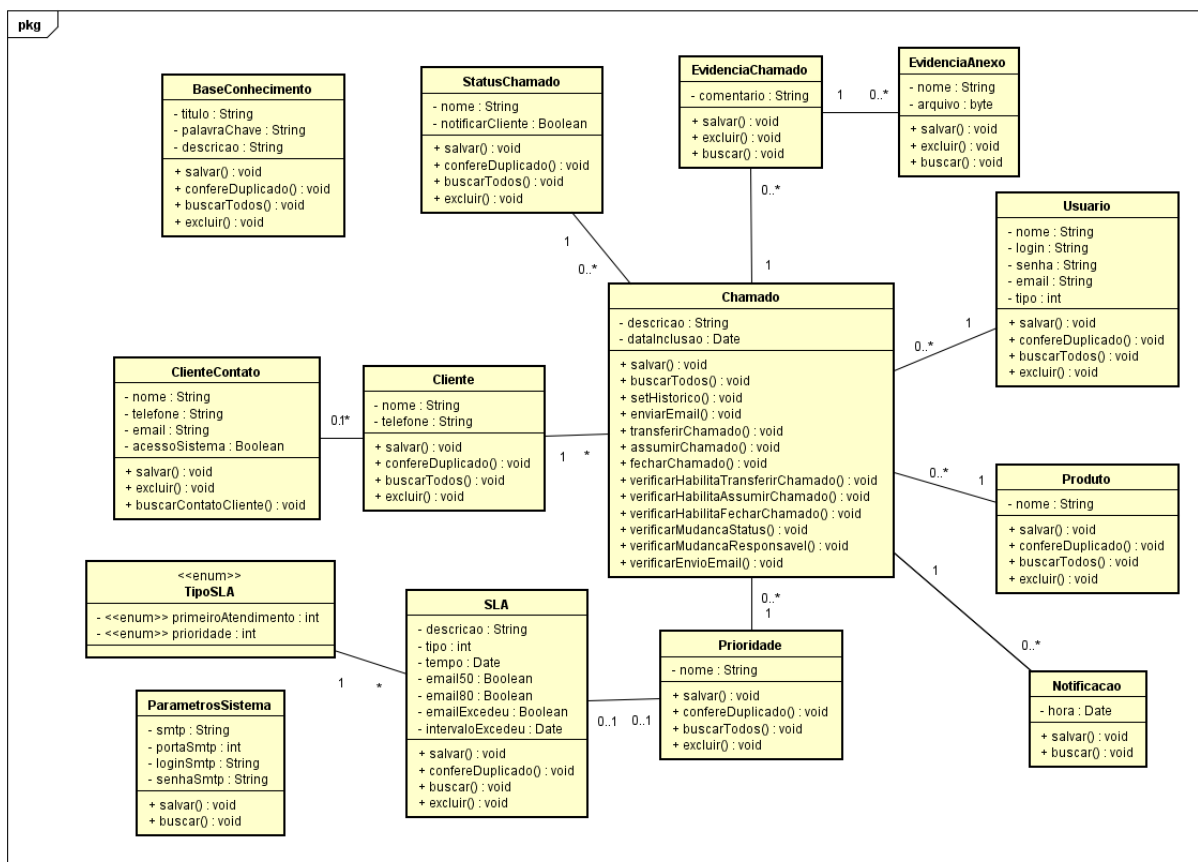 pkg
BaseConhecimento
- titulo : String
- palavraChave : String
- descricao : String
+ salvar() : void
+ confereDuplicado() : void
+ buscarTodos() : void
+ excluir() : void
StatusChamado
- nome : String
- notificarCliente : Boolean
+ salvar() : void
+ confereDuplicado() : void
+ buscarTodos() : void
+ excluir() : void
1
0..*
EvidenciaChamado
- comentario : String
+ salvar() : void
+ excluir() : void
+ buscar() : void
1
0..*
0..*
1
EvidenciaAnexo
- nome : String
- arquivo : byte
+ salvar() : void
+ excluir() : void
+ buscar() : void
Usuario
- nome : String
- login : String
- senha : String
- email : String
- tipo : int
+ salvar() : void
+ confereDuplicado() : void
+ buscarTodos() : void
+ excluir() : void
1
0..*
Chamado
- descricao : String
- dataInclusao : Date
+ salvar() : void
+ buscarTodos() : void
+ setHistorico() : void
+ enviarEmail() : void
+ transferirChamado() : void
+ assumirChamado() : void
+ fecharChamado() : void
+ verificarHabilitaTransferirChamado() : void
+ verificarHabilitaAssumirChamado() : void
+ verificarHabilitaFecharChamado() : void
+ verificarMudancaStatus() : void
+ verificarMudancaResponsavel() : void
+ verificarEnvioEmail() : void
ClienteContato
- nome : String
- telefone : String
- email : String
- acessoSistema : Boolean
+ salvar() : void
+ excluir() : void
+ buscarContatoCliente() : void
0.1*
Cliente
- nome : String
- telefone : String
+ salvar() : void
+ confereDuplicado() : void
+ buscarTodos() : void
+ excluir() : void
1
*
0..*
1
Produto
- nome : String
+ salvar() : void
+ confereDuplicado() : void
+ buscarTodos() : void
+ excluir() : void
<<enum>>
TipoSLA
- <<enum>> primeiroAtendimento : int
- <<enum>> prioridade : int
1
*
SLA
- descricao : String
- tipo : int
- tempo : Date
- email50 : Boolean
- email80 : Boolean
- emailExcedeu : Boolean
- intervaloExcedeu : Date
+ salvar() : void
+ confereDuplicado() : void
+ buscar() : void
+ excluir() : void
0..1
0..1
0..*
1
Prioridade
- nome : String
+ salvar() : void
+ confereDuplicado() : void
+ buscarTodos() : void
+ excluir() : void
1
0..*
Notificacao
- hora : Date
+ salvar() : void
+ buscar() : void
ParametrosSistema
- smtp : String
- portaSmtp : int
- loginSmtp : String
- senhaSmtp : String
+ salvar() : void
+ buscar() : void